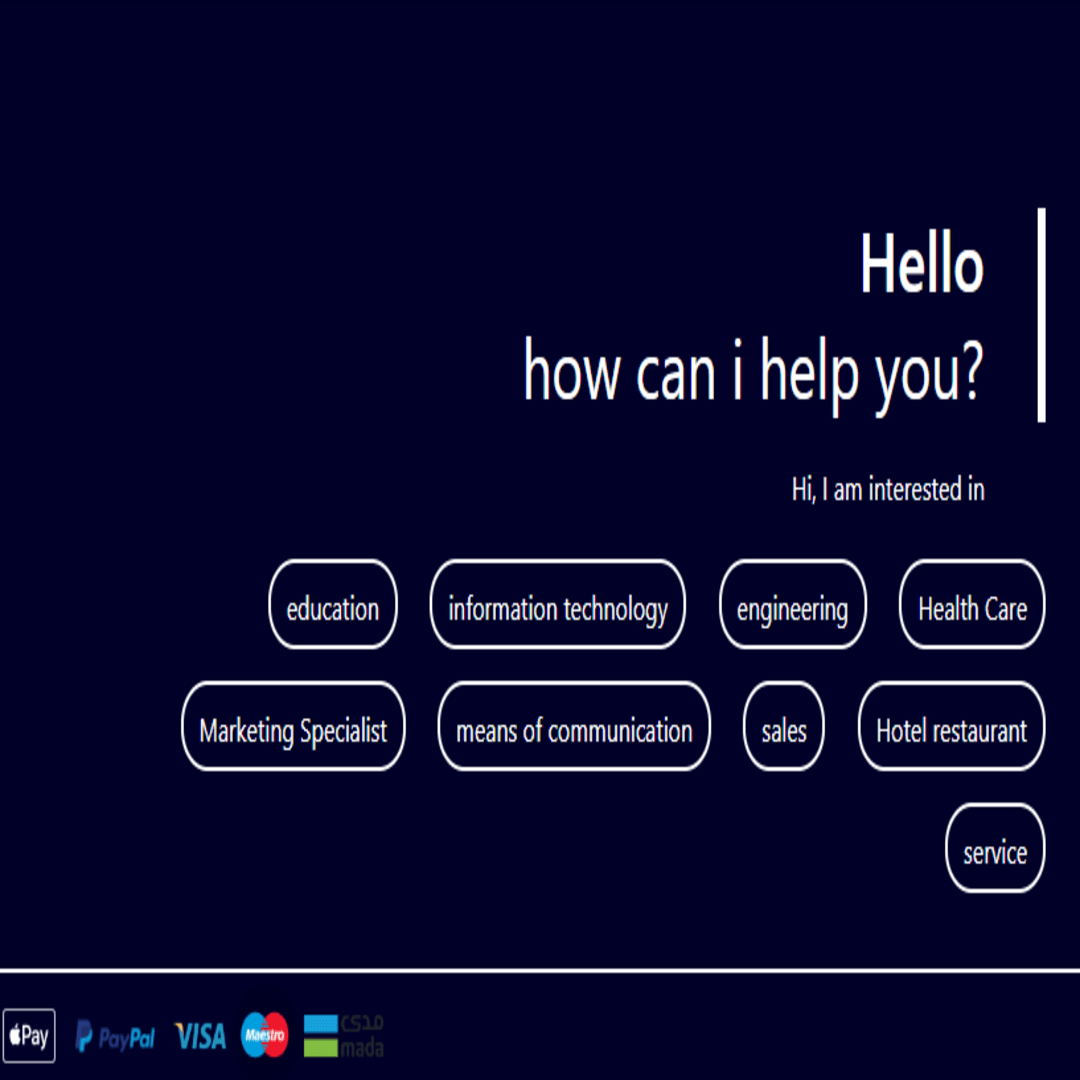 Hello
how can i help you?
Hi, I am interested in
education information technology engineering Health Care
Marketing Specialist means of communication sales Hotel restaurant
service
Pay PayPal VISA Maestro مدى
mada